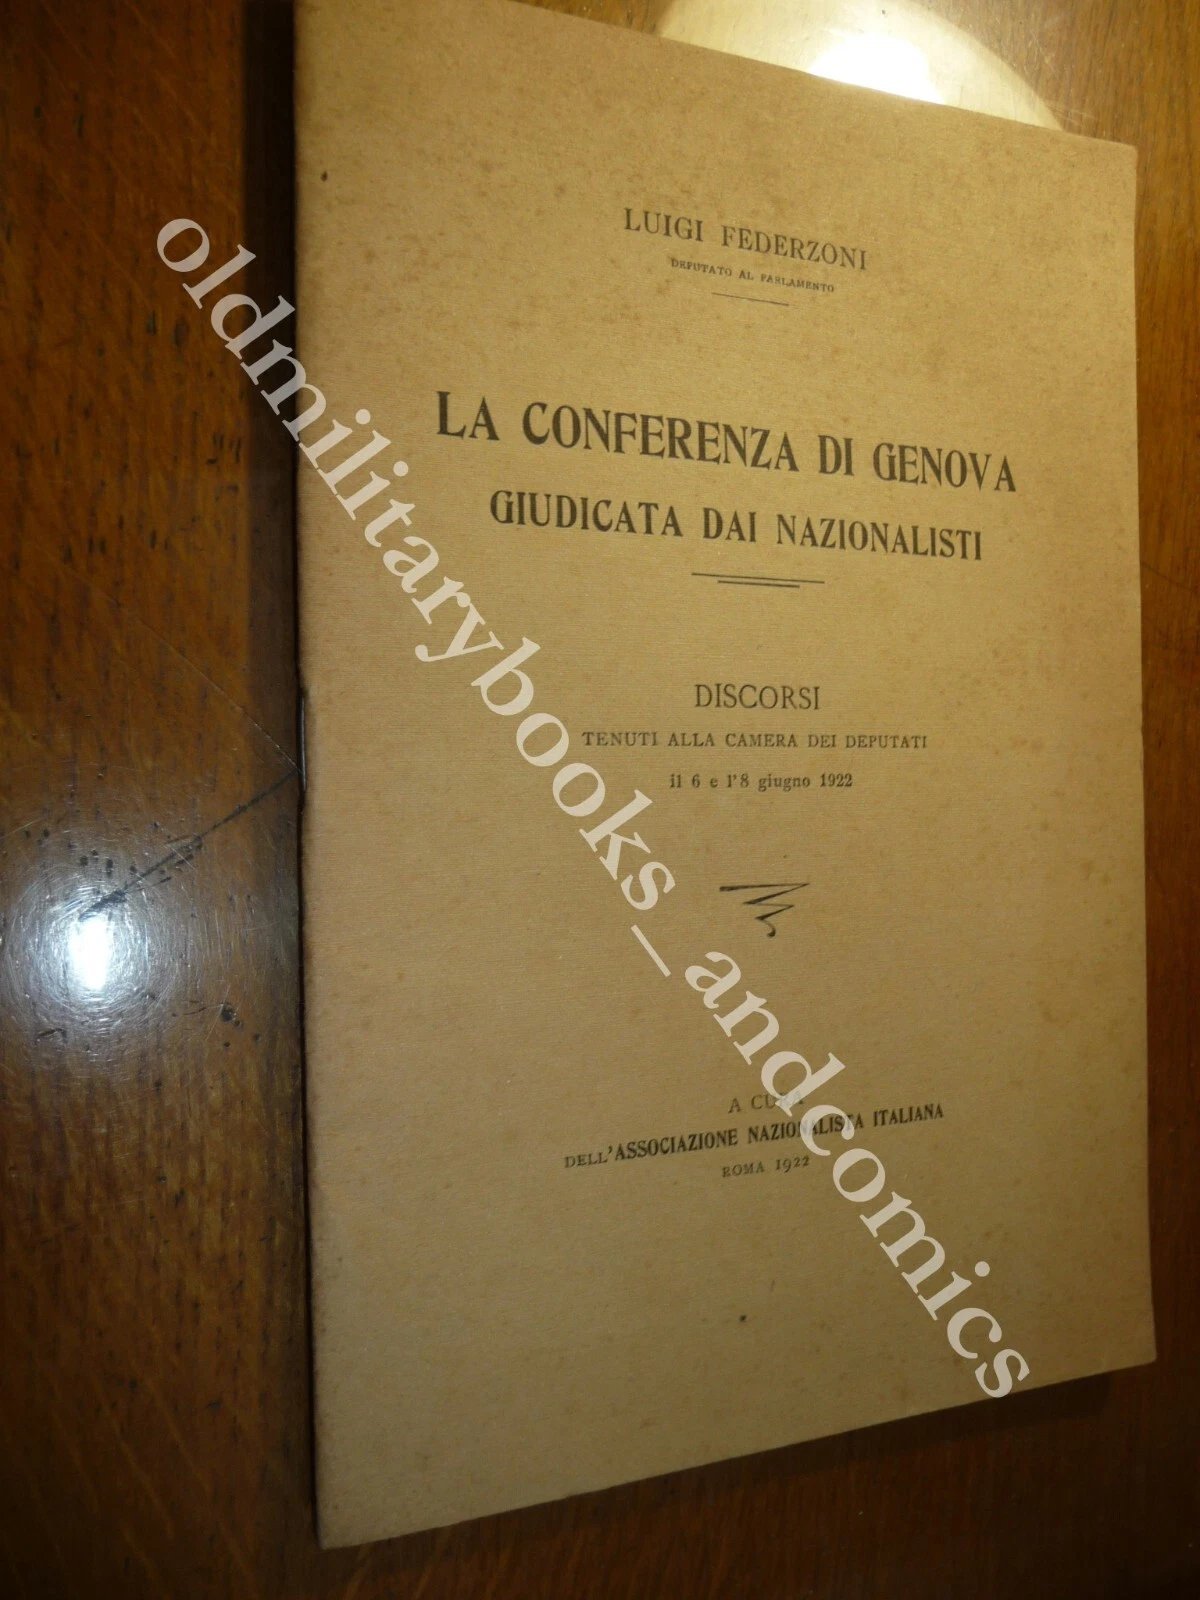 LUIGI FEDERZONI
DEPUTATO AL PARLAMENTO
LA CONFERENZA DI GENOVA
GIUDICATA DAI NAZIONALISTI
DISCORSI
TENUTI ALLA CAMERA DEI DEPUTATI
il 6 e l'8 giugno 1922
A CURA
DELL'ASSOCIAZIONE NAZIONALISTA ITALIANA
ROMA 1922
oldmilitarybooks_andcomics